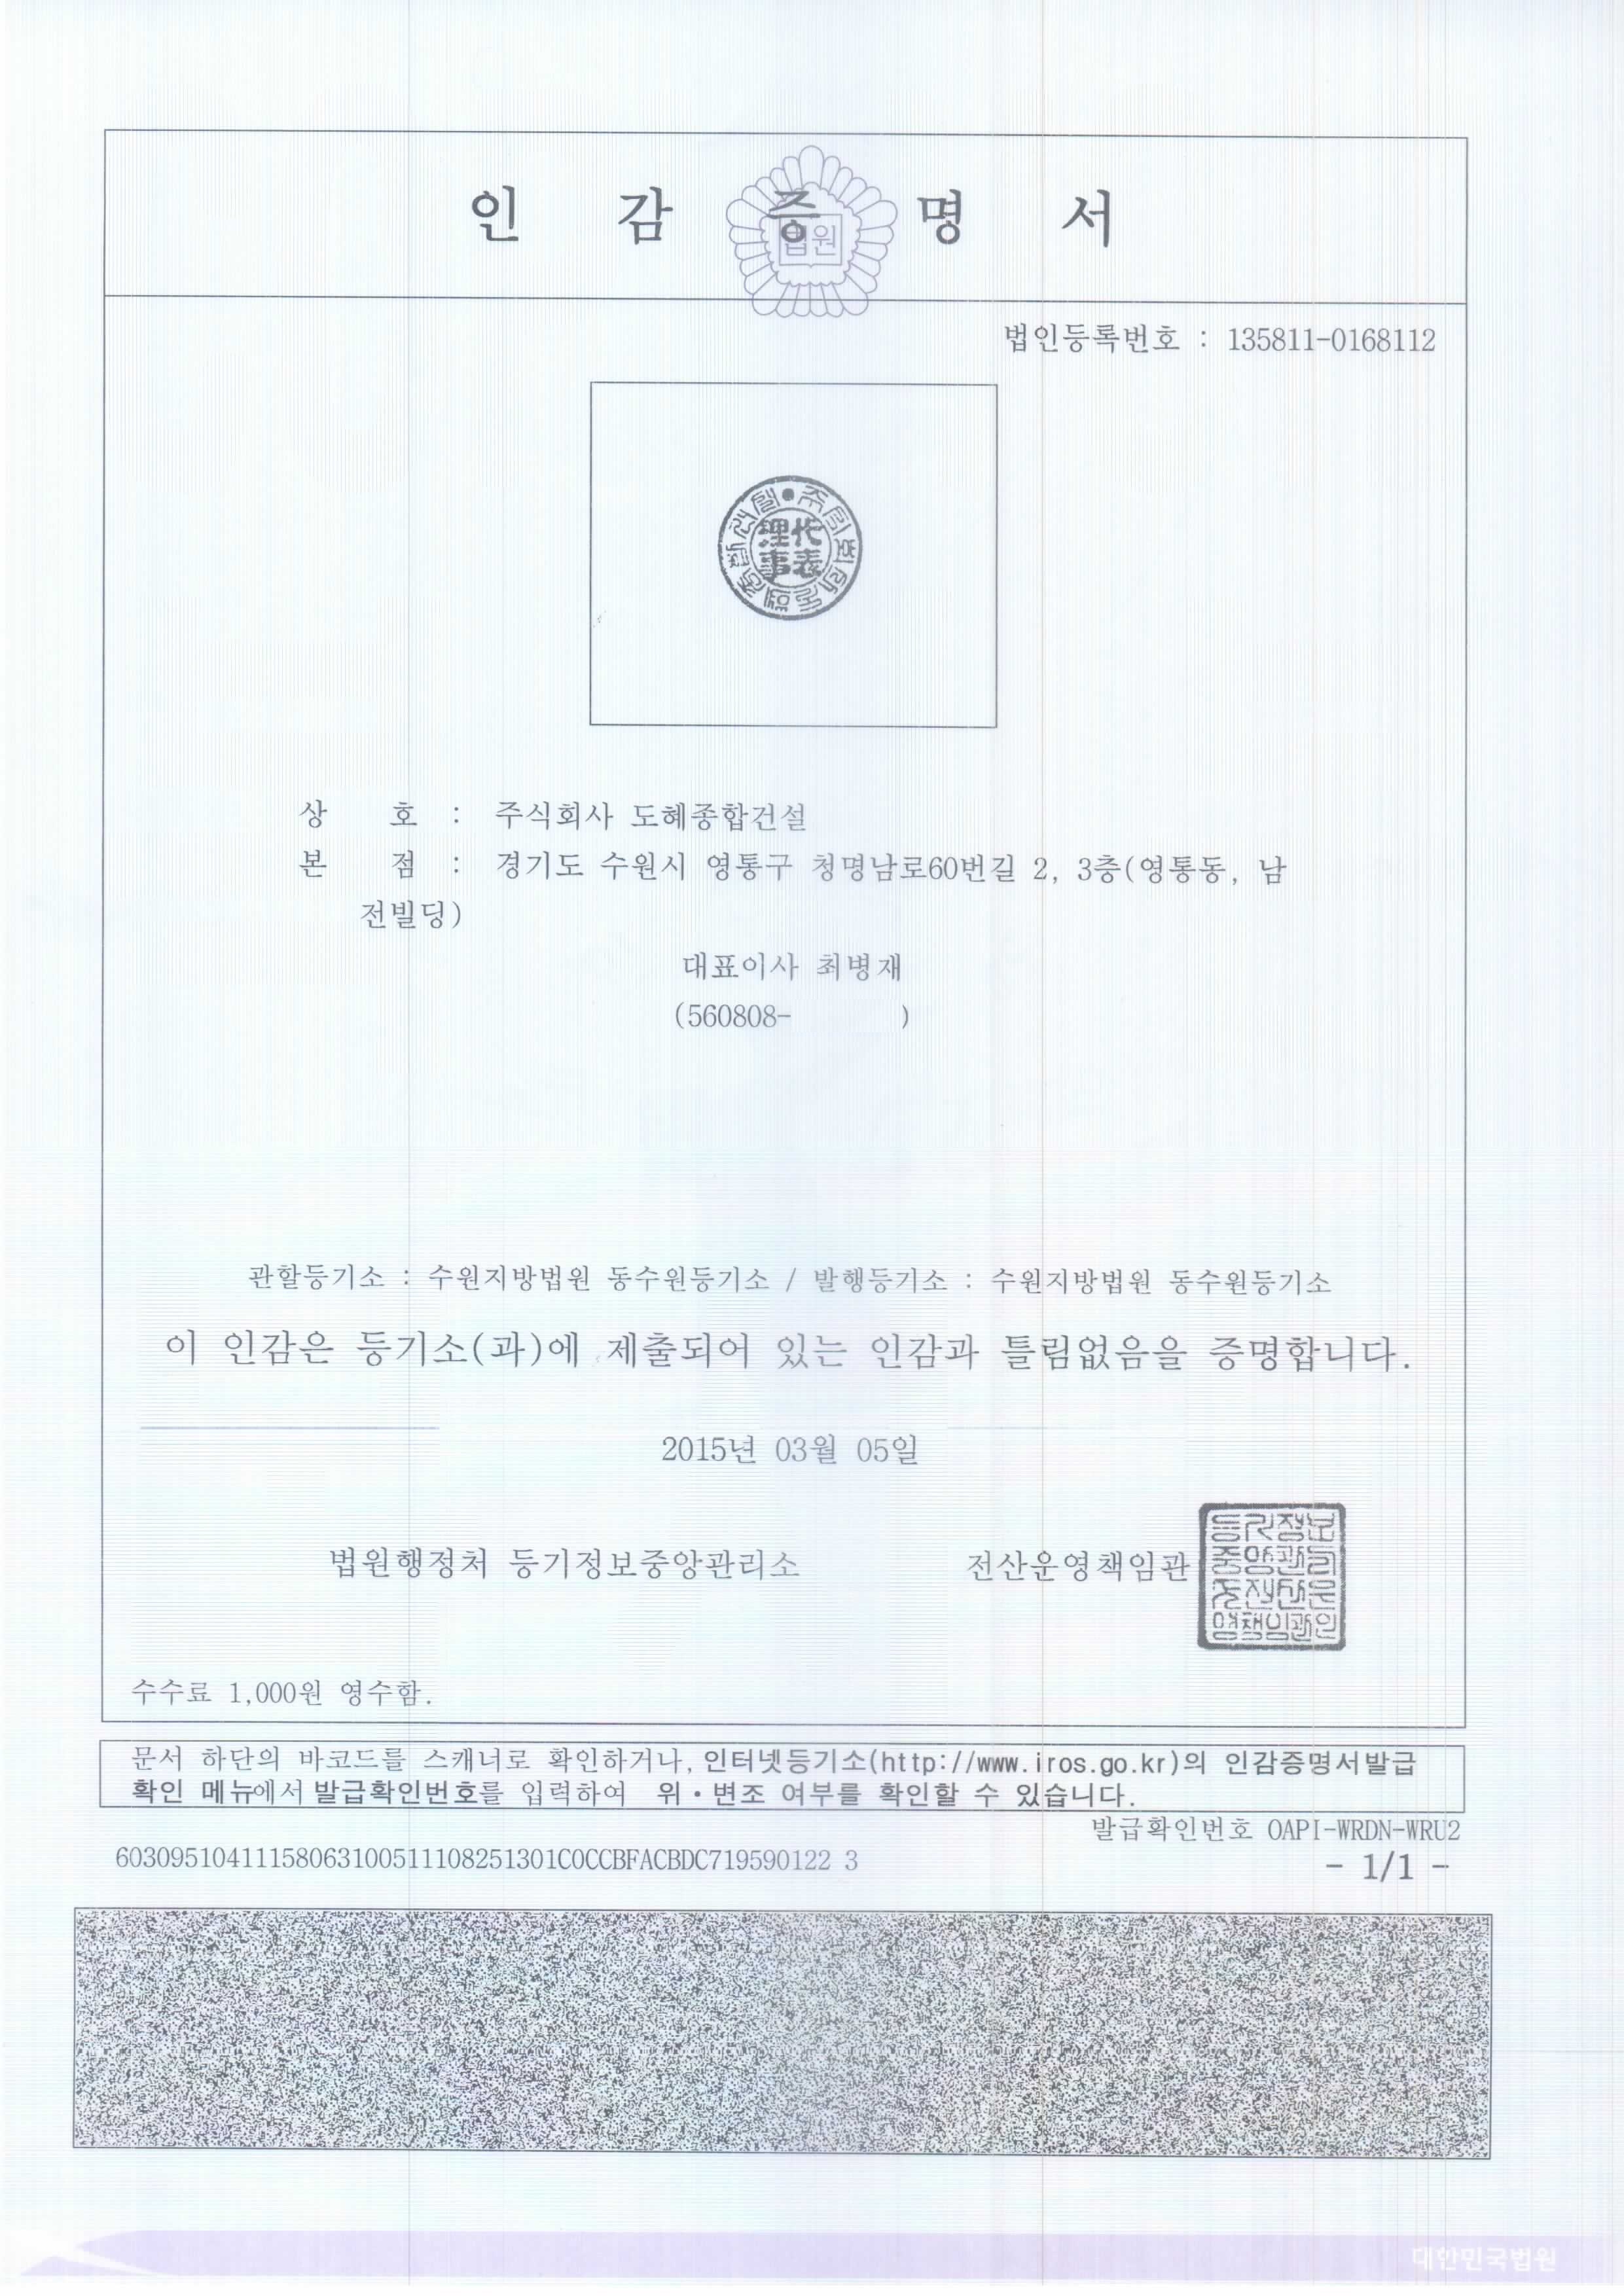 인 감 증 명 서
법원
법인등록번호 : 135811-0168112
代表
理事
상 호 : 주식회사 도혜종합건설
본 점 : 경기도 수원시 영통구 청명남로60번길 2, 3층(영통동, 남
전빌딩)
대표이사 최병재
(560808- )
관할등기소 : 수원지방법원 동수원등기소 / 발행등기소 : 수원지방법원 동수원등기소
이 인감은 등기소(과)에 제출되어 있는 인감과 틀림없음을 증명합니다.
2015년 03월 05일
법원행정처 등기정보중앙관리소 전산운영책임관
등기정보
중앙관리
소전산운
영책임관인
수수료 1,000원 영수함.
문서 하단의 바코드를 스캐너로 확인하거나, 인터넷등기소(http://www.iros.go.kr)의 인감증명서발급
확인 메뉴에서 발급확인번호를 입력하여 위·변조 여부를 확인할 수 있습니다.
발급확인번호 OAPI-WRDN-WRU2
60309510411158063100511108251301C0CCBFACBDC719590122 3
- 1/1 -
대한민국법원